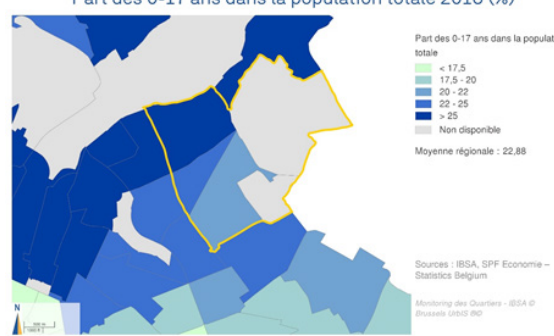 Part des 0-17 ans dans la population totale 2018 (%)
Part des 0-17 ans dans la populat
totale
< 17,5
17,5 - 20
20 - 22
22 - 25
> 25
Non disponible
Moyenne régionale : 22,88
Sources : IBSA, SPF Economie –
Statistics Belgium
Monitoring des Quartiers - IBSA ©
Brussels UrbIS ®©
N